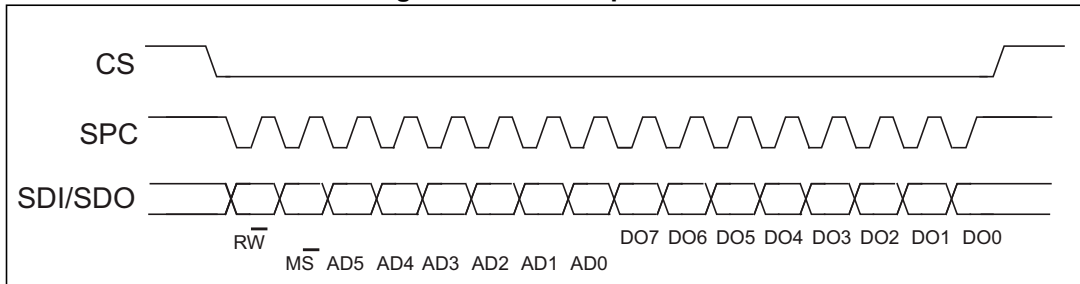 CS
SPC
SDI/SDO
RW̅
DO7 DO6 DO5 DO4 DO3 DO2 DO1 DO0
MS̅ AD5 AD4 AD3 AD2 AD1 AD0